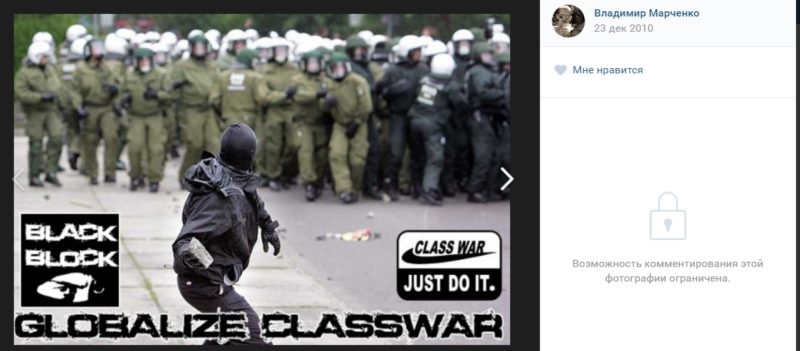 BLACK
BLOCK
CLASS WAR
JUST DO IT.
GLOBALIZE CLASSWAR
Владимир Марченко
23 дек 2010
Мне нравится
Возможность комментирования этой
фотографии ограничена.